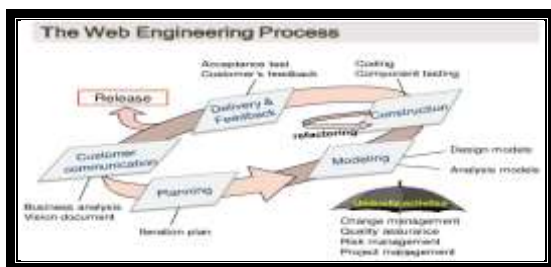 The Web Engineering Process
Acceptance test
Customer's feedback
Coding
Component testing
Release
Delivery &
Feedback
Construction
refactoring
Customer
communication
Modeling
Design models
Analysis models
Planning
Business analysis
Vision document
Iteration plan
Umbrella activities
Change management
Quality assurance
Risk management
Project management